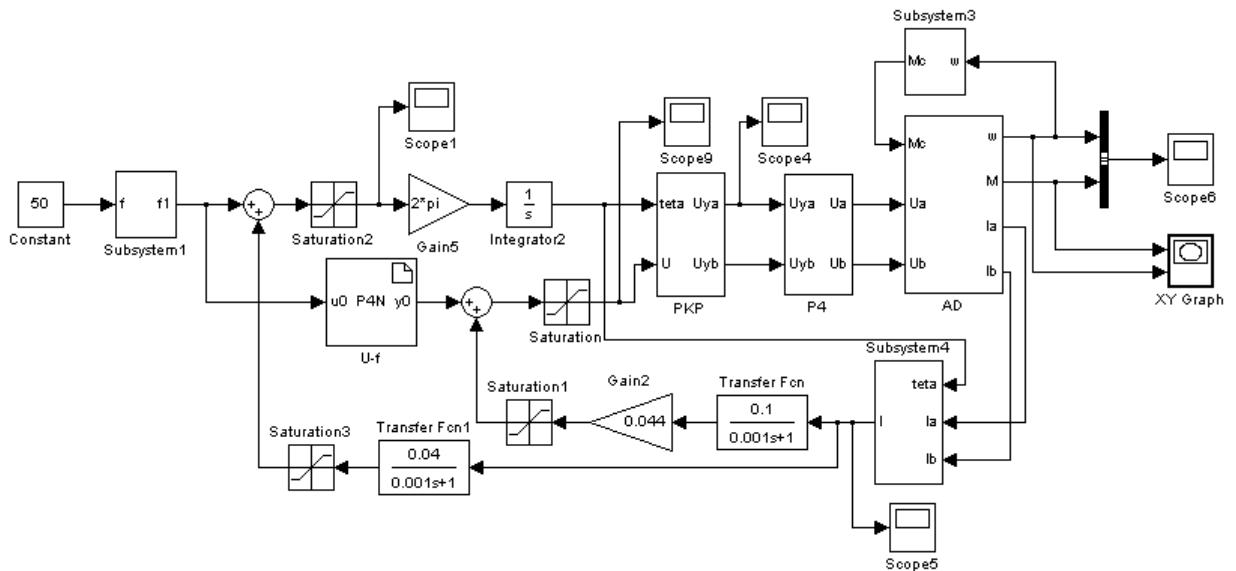 Subsystem3
Mc w
Scope1
Scope9
Scope4
Mc w
M
Ua Ia
Ub Ib
AD
Scope6
XY Graph
50
Constant
f f1
Subsystem1
+
+
Saturation2
2*pi
Gain5
1
s
Integrator2
teta Uya
U Uyb
PKP
Uya Ua
Uyb Ub
P4
u0 P4N y0
U-f
+
+
Saturation
Subsystem4
teta
I Ia
Ib
Saturation1
Gain2
0.044
Transfer Fcn
0.1
0.001s+1
Saturation3
Transfer Fcn1
0.04
0.001s+1
Scope5